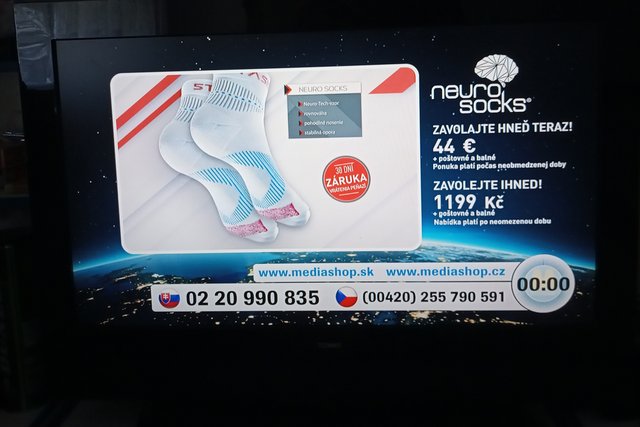 neuro
socks®
NEURO SOCKS
Neuro-Tech-vzor
rovnováha
pohodlné nosenie
stabilná opora
30 DNÍ
ZÁRUKA
VRÁTENIA PEŇAZÍ
ZAVOLAJTE HNEĎ TERAZ!
44 €
+ poštovné a balné
Ponuka platí počas neobmedzenej doby
ZAVOLEJTE IHNED!
1199 Kč
+ poštovné a balné
Nabídka platí po neomezenou dobu
www.mediashop.sk www.mediashop.cz
02 20 990 835 (00420) 255 790 591
00:00